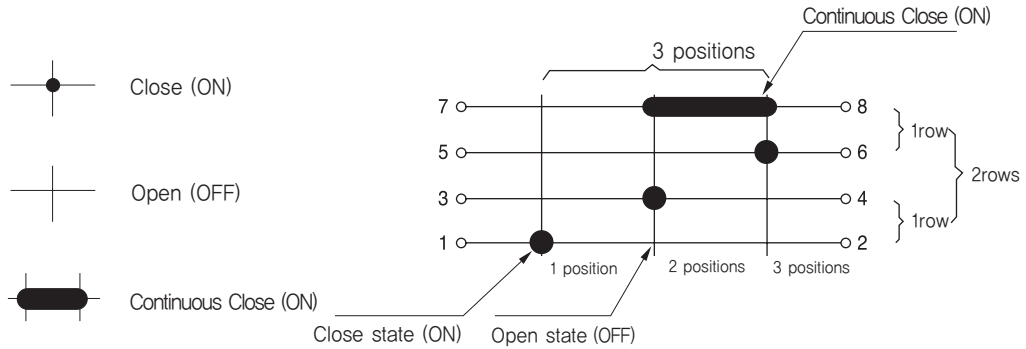 Continuous Close (ON)
3 positions
Close (ON)
7 8
1row
5 6
Open (OFF)
2rows
3 4
1row
1 2
1 position 2 positions 3 positions
Continuous Close (ON)
Close state (ON) Open state (OFF)